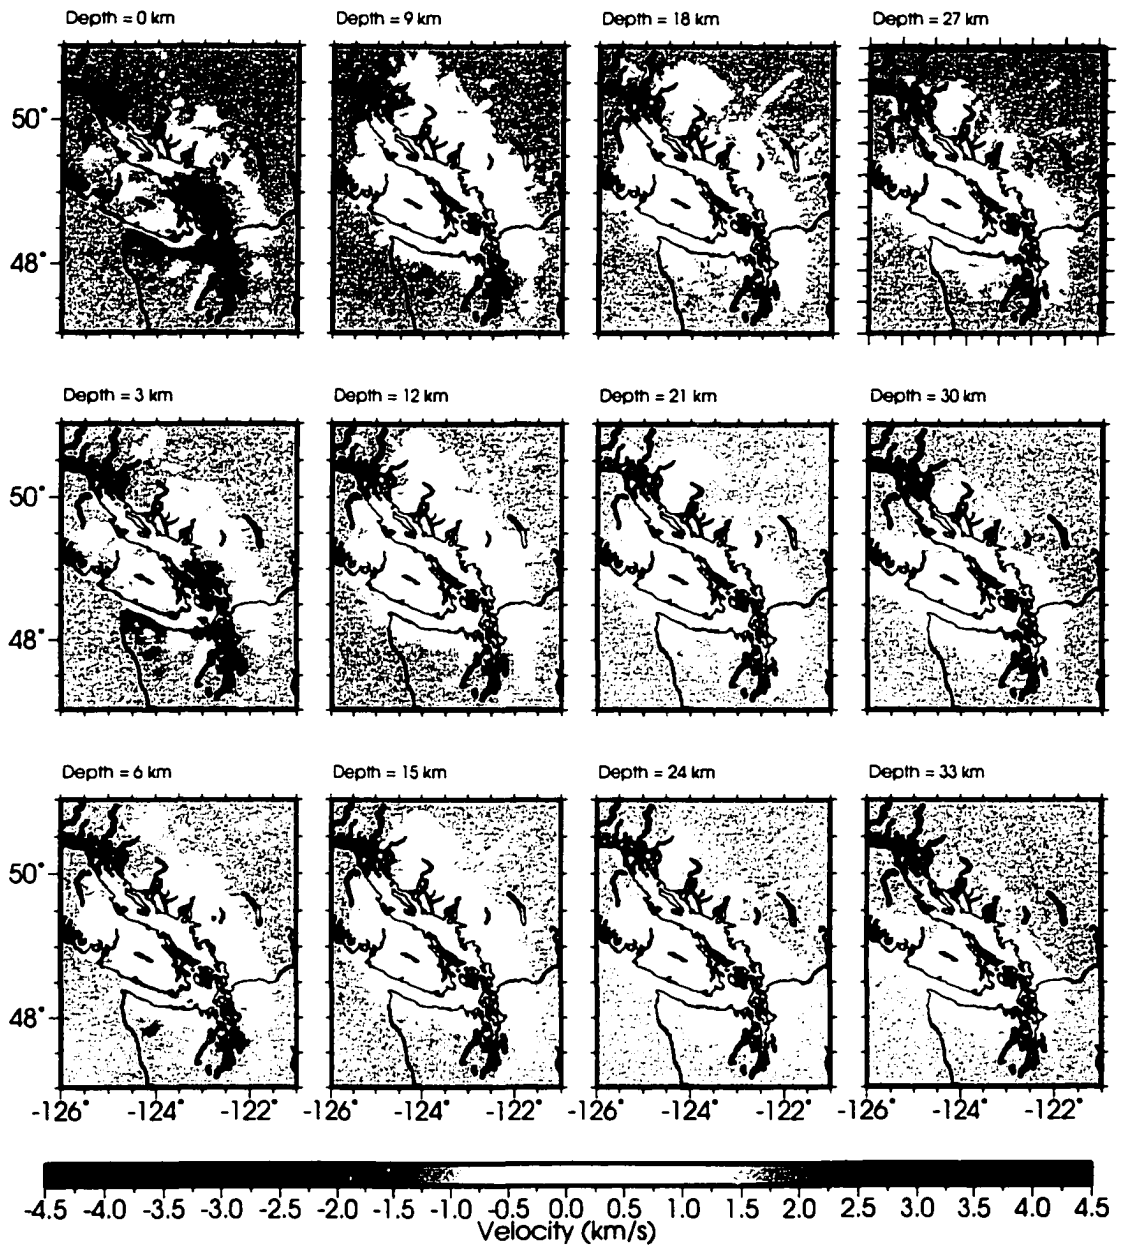 Depth = 0 km Depth = 9 km Depth = 18 km Depth = 27 km
50°
48°
Depth = 3 km Depth = 12 km Depth = 21 km Depth = 30 km
50°
48°
Depth = 6 km Depth = 15 km Depth = 24 km Depth = 33 km
50°
48°
-126° -124° -122° -126° -124° -122° -126° -124° -122° -126° -124° -122°
-4.5 -4.0 -3.5 -3.0 -2.5 -2.0 -1.5 -1.0 -0.5 0.0 0.5 1.0 1.5 2.0 2.5 3.0 3.5 4.0 4.5
Velocity (km/s)